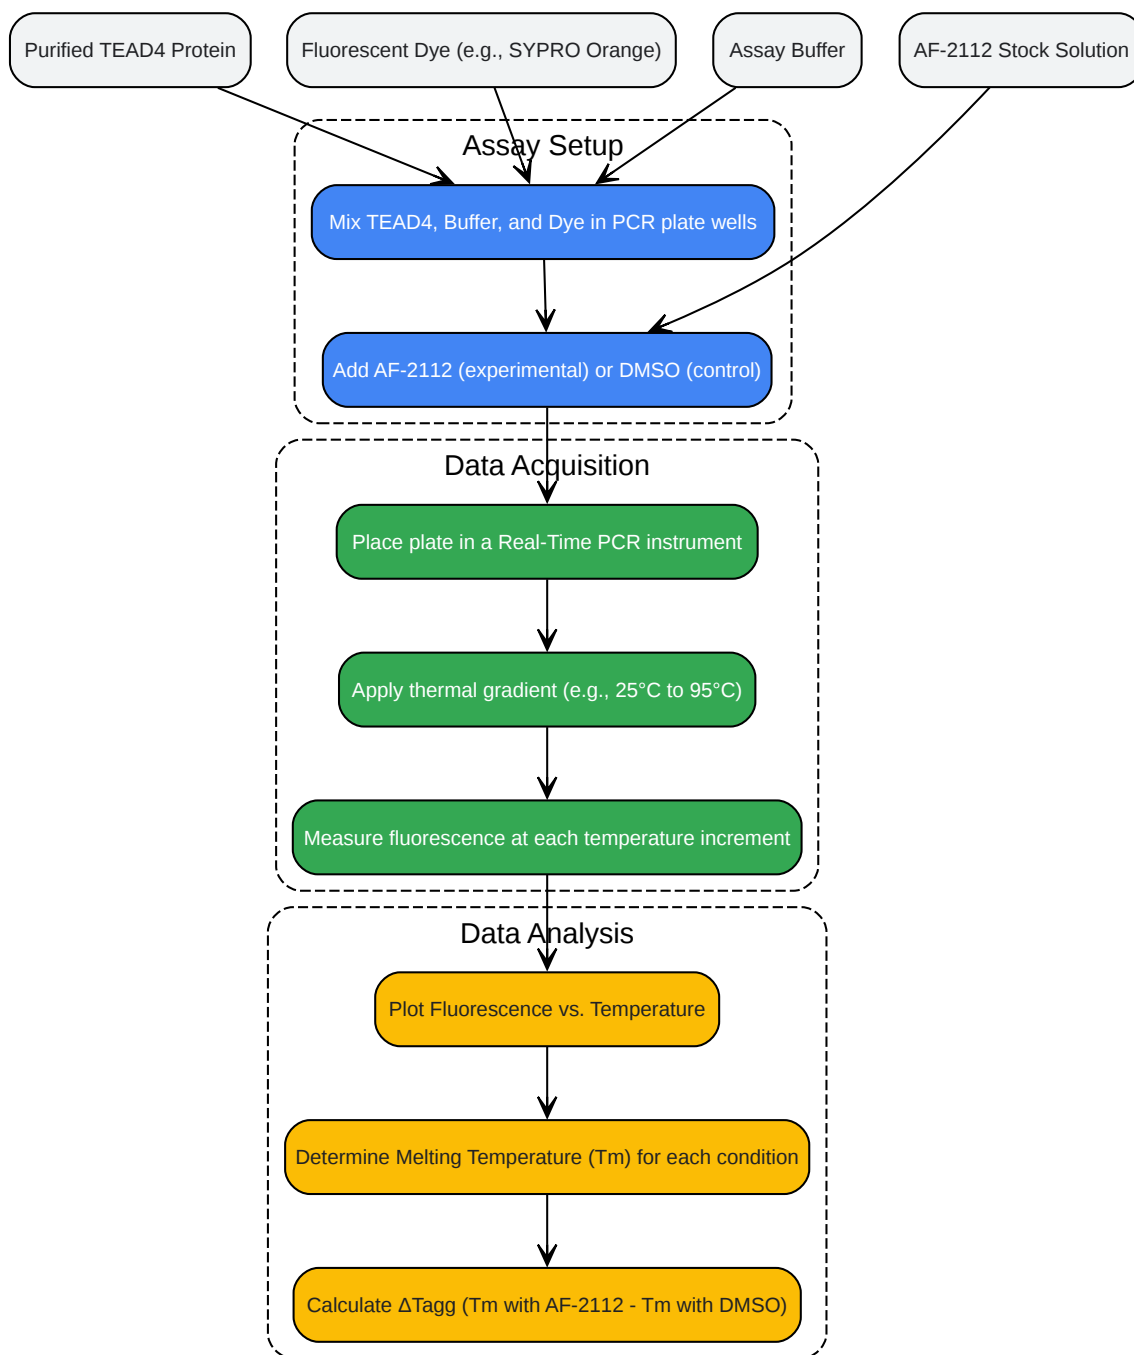 Purified TEAD4 Protein
Fluorescent Dye (e.g., SYPRO Orange)
Assay Buffer
AF-2112 Stock Solution
Assay Setup
Mix TEAD4, Buffer, and Dye in PCR plate wells
Add AF-2112 (experimental) or DMSO (control)
Data Acquisition
Place plate in a Real-Time PCR instrument
Apply thermal gradient (e.g., 25°C to 95°C)
Measure fluorescence at each temperature increment
Data Analysis
Plot Fluorescence vs. Temperature
Determine Melting Temperature (Tm) for each condition
Calculate ΔTagg (Tm with AF-2112 - Tm with DMSO)